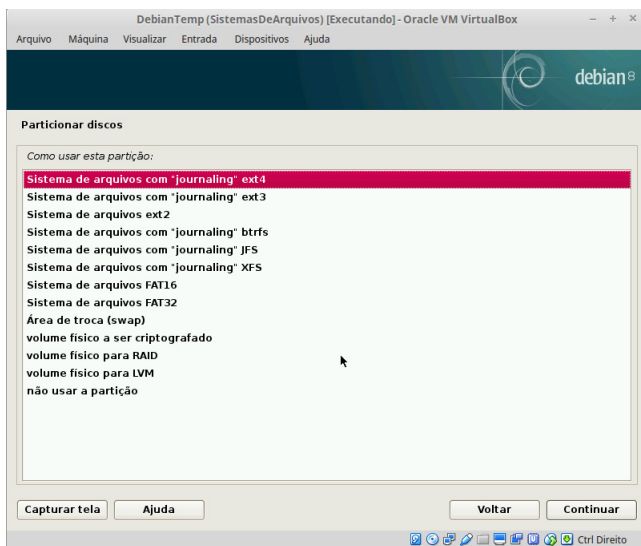 DebianTemp (SistemasDeArquivos) [Executando] - Oracle VM VirtualBox
Arquivo Máquina Visualizar Entrada Dispositivos Ajuda
debian 8
Particionar discos
Como usar esta partição:
Sistema de arquivos com "journaling" ext4
Sistema de arquivos com "journaling" ext3
Sistema de arquivos ext2
Sistema de arquivos com "journaling" btrfs
Sistema de arquivos com "journaling" JFS
Sistema de arquivos com "journaling" XFS
Sistema de arquivos FAT16
Sistema de arquivos FAT32
Área de troca (swap)
volume físico a ser criptografado
volume físico para RAID
volume físico para LVM
não usar a partição
Capturar tela Ajuda Voltar Continuar
Ctrl Direito